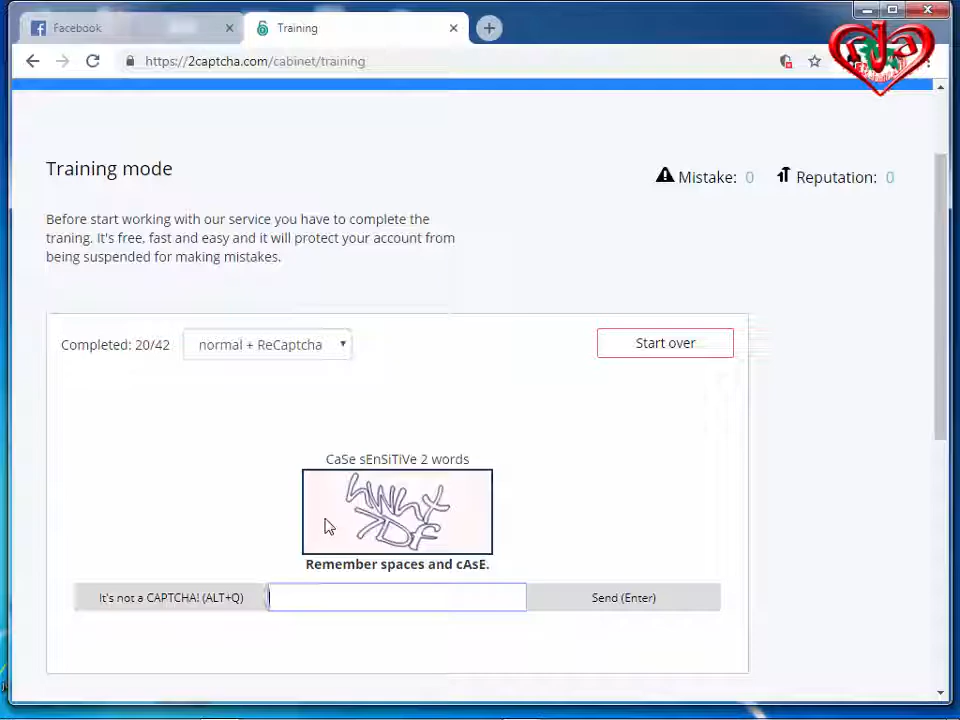 Facebook
Training
https://2captcha.com/cabinet/training
Training mode
Mistake: 0
Reputation: 0
Before start working with our service you have to complete the
traning. It's free, fast and easy and it will protect your account from
being suspended for making mistakes.
Completed: 20/42
normal + ReCaptcha
Start over
CaSe sEnSiTiVe 2 words
Remember spaces and cAsE.
It's not a CAPTCHA! (ALT+Q)
Send (Enter)